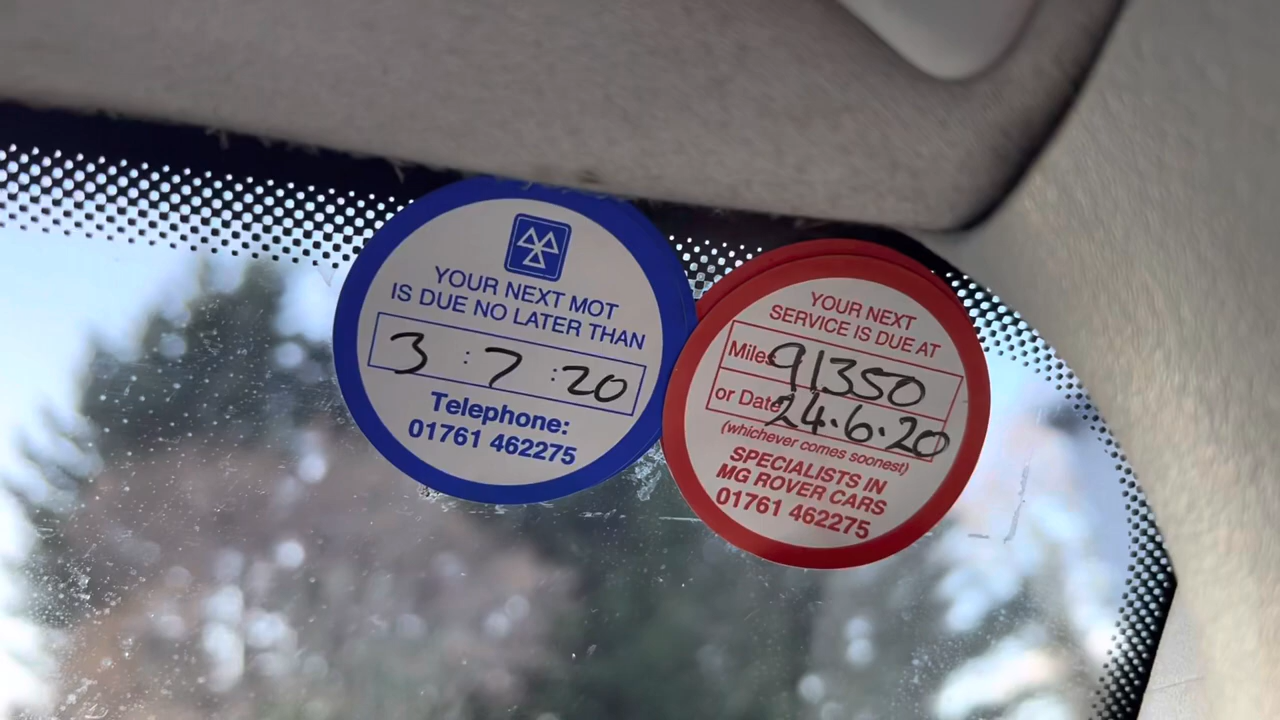 YOUR NEXT MOT
IS DUE NO LATER THAN
3 : 7 : 20
Telephone:
01761 462275
YOUR NEXT
SERVICE IS DUE AT
Miles 91350
or Date 24.6.20
(whichever comes soonest)
SPECIALISTS IN
MG ROVER CARS
01761 462275